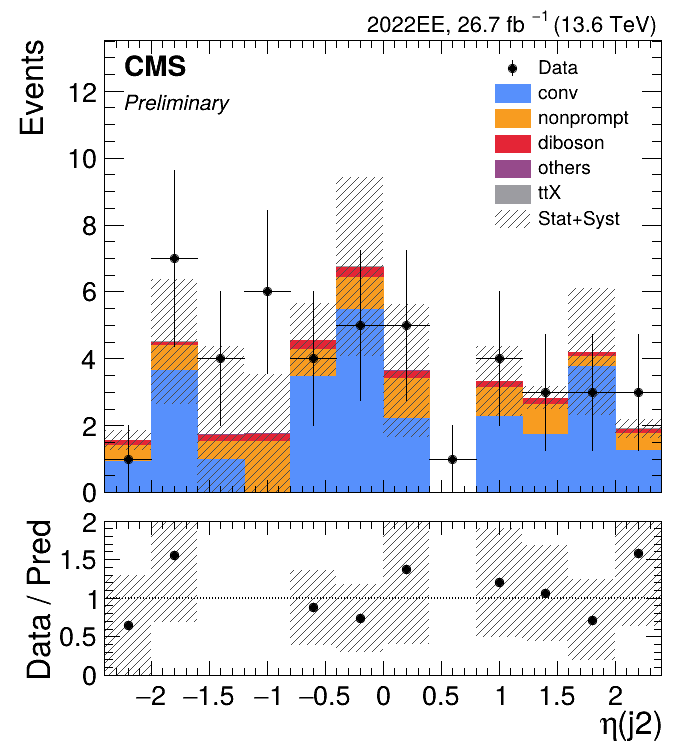 2022EE, 26.7 fb⁻¹ (13.6 TeV)
CMS
Preliminary
Data
conv
nonprompt
diboson
others
ttX
Stat+Syst
Events
12
10
8
6
4
2
0
Data / Pred
2
1.5
1
0.5
0
−2 −1.5 −1 −0.5 0 0.5 1 1.5 2
η(j2)